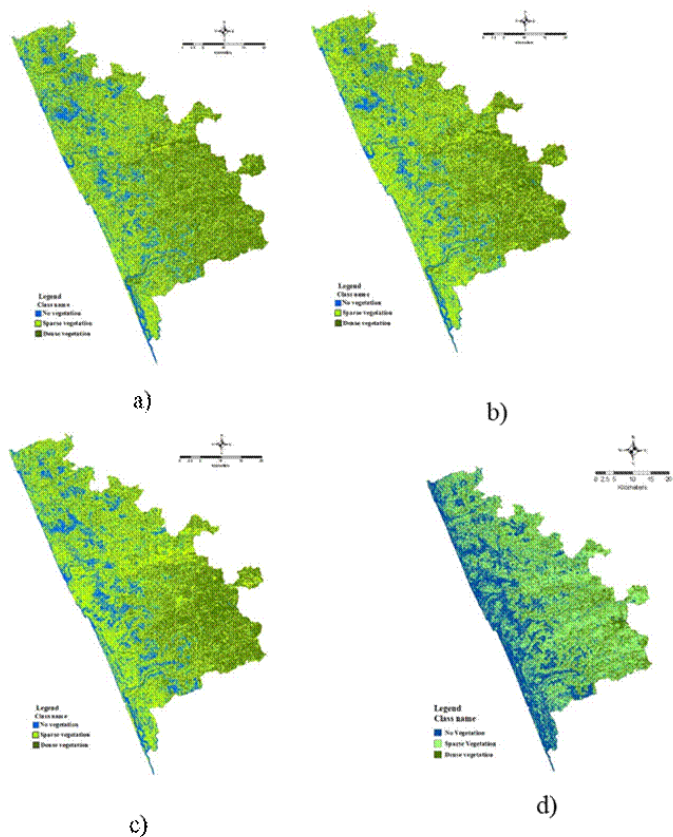 Legend
Class name
No vegetation
Sparse vegetation
Dense vegetation
a)
Legend
Class name
No vegetation
Sparse vegetation
Dense vegetation
b)
Legend
Class name
No vegetation
Sparse vegetation
Dense vegetation
c)
0 2.5 5 10 15 20
Kilometers
Legend
Class name
No Vegetation
Sparse Vegetation
Dense vegetation
d)